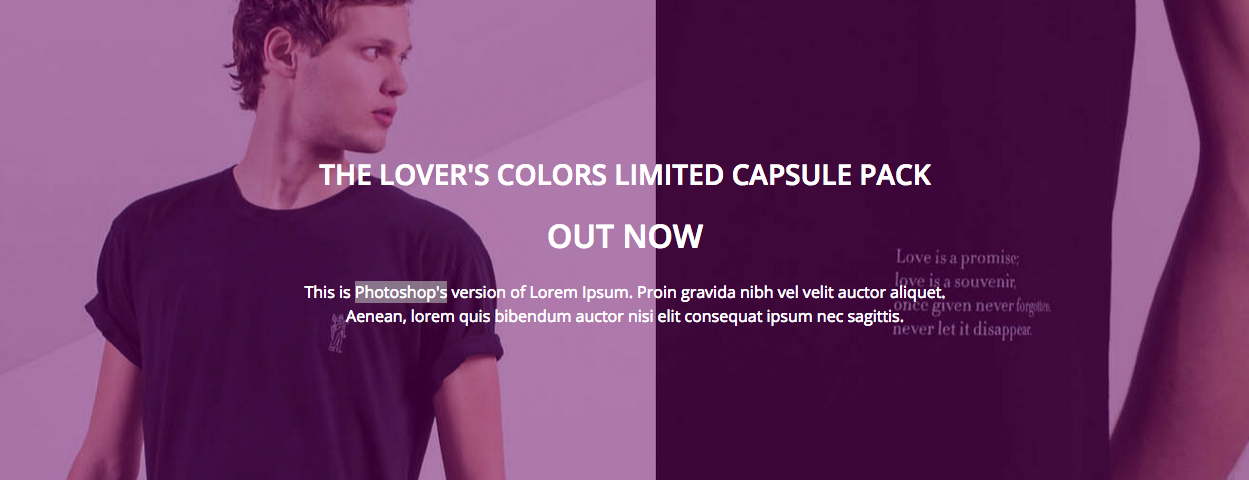 THE LOVER'S COLORS LIMITED CAPSULE PACK
OUT NOW
This is Photoshop's version of Lorem Ipsum. Proin gravida nibh vel velit auctor aliquet.
Aenean, lorem quis bibendum auctor nisi elit consequat ipsum nec sagittis.
Love is a promise;
love is a souvenir,
once given never forgotten,
never let it disappear.